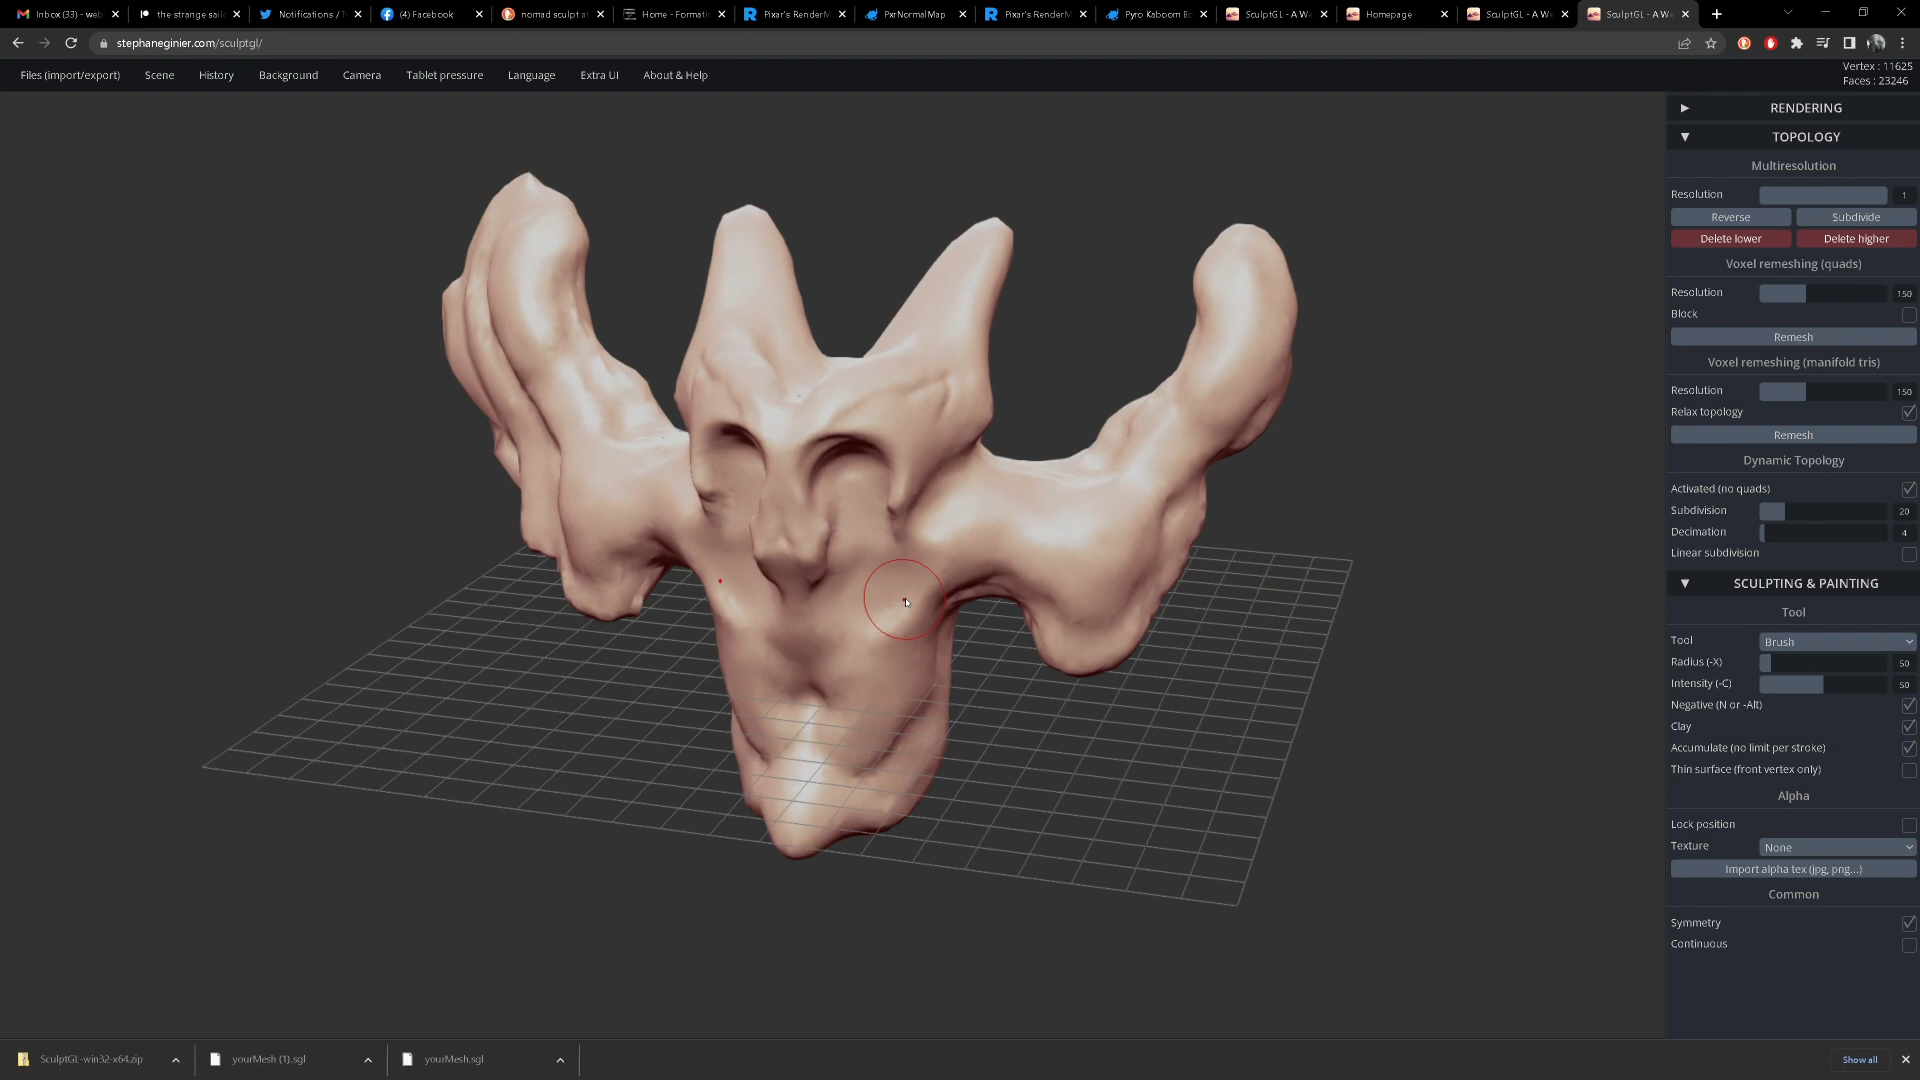 Inbox (33) - web
the strange sail
Notifications / T
(4) Facebook
nomad sculpt a
Home - Formati
Pixar's RenderM
PxrNormalMap
Pixar's RenderM
Pyro Kaboom Bo
SculptGL - A We
Homepage
SculptGL - A We
SculptGL - A We
stephaneginier.com/sculptgl/
Files (import/export)
Scene
History
Background
Camera
Tablet pressure
Language
Extra UI
About & Help
Vertex : 11625
Faces : 23246
RENDERING
TOPOLOGY
Multiresolution
Resolution 1
Reverse Subdivide
Delete lower Delete higher
Voxel remeshing (quads)
Resolution 150
Block
Remesh
Voxel remeshing (manifold tris)
Resolution 150
Relax topology
Remesh
Dynamic Topology
Activated (no quads)
Subdivision 20
Decimation 4
Linear subdivision
SCULPTING & PAINTING
Tool
Tool Brush
Radius (-X) 50
Intensity (-C) 50
Negative (N or -Alt)
Clay
Accumulate (no limit per stroke)
Thin surface (front vertex only)
Alpha
Lock position
Texture None
Import alpha tex (jpg, png...)
Common
Symmetry
Continuous
SculptGL-win32-x64.zip
yourMesh (1).sgl
yourMesh.sgl
Show all